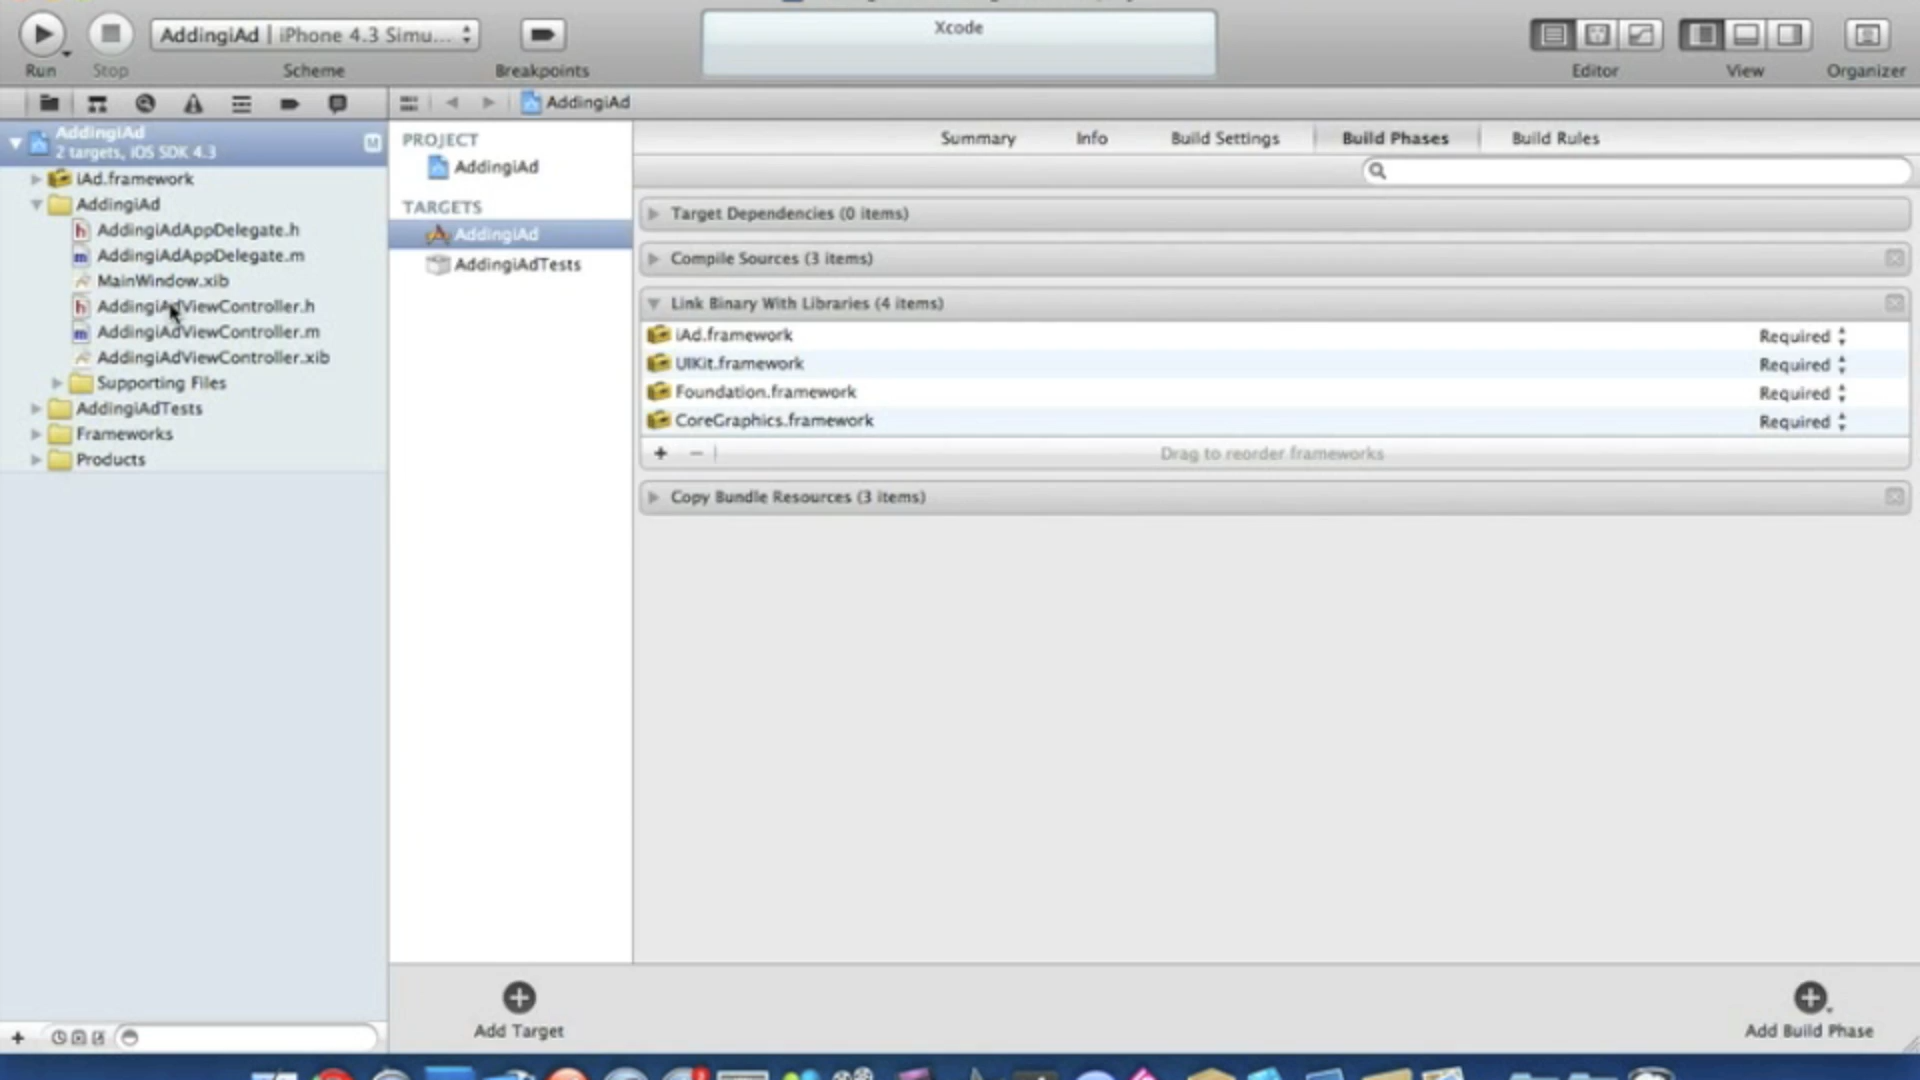 Xcode
AddingiAd | iPhone 4.3 Simu...
Run
Stop
Scheme
Breakpoints
Editor
View
Organizer
AddingiAd
AddingiAd
2 targets, iOS SDK 4.3
M
iAd.framework
AddingiAd
h AddingiAdAppDelegate.h
m AddingiAdAppDelegate.m
MainWindow.xib
h AddingiAdViewController.h
m AddingiAdViewController.m
AddingiAdViewController.xib
Supporting Files
AddingiAdTests
Frameworks
Products
PROJECT
AddingiAd
TARGETS
AddingiAd
AddingiAdTests
Summary
Info
Build Settings
Build Phases
Build Rules
Target Dependencies (0 items)
Compile Sources (3 items)
Link Binary With Libraries (4 items)
iAd.framework Required
UIKit.framework Required
Foundation.framework Required
CoreGraphics.framework Required
Drag to reorder frameworks
Copy Bundle Resources (3 items)
Add Target
Add Build Phase